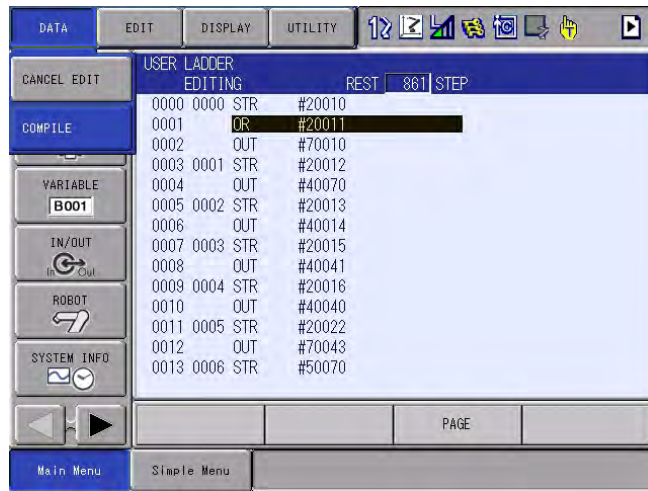 DATA EDIT DISPLAY UTILITY
CANCEL EDIT
COMPILE
VARIABLE
B001
IN/OUT
In Out
ROBOT
SYSTEM INFO
USER LADDER
EDITING REST 861 STEP
0000 0000 STR #20010
0001 OR #20011
0002 OUT #70010
0003 0001 STR #20012
0004 OUT #40070
0005 0002 STR #20013
0006 OUT #40014
0007 0003 STR #20015
0008 OUT #40041
0009 0004 STR #20016
0010 OUT #40040
0011 0005 STR #20022
0012 OUT #70043
0013 0006 STR #50070
PAGE
Main Menu Simple Menu